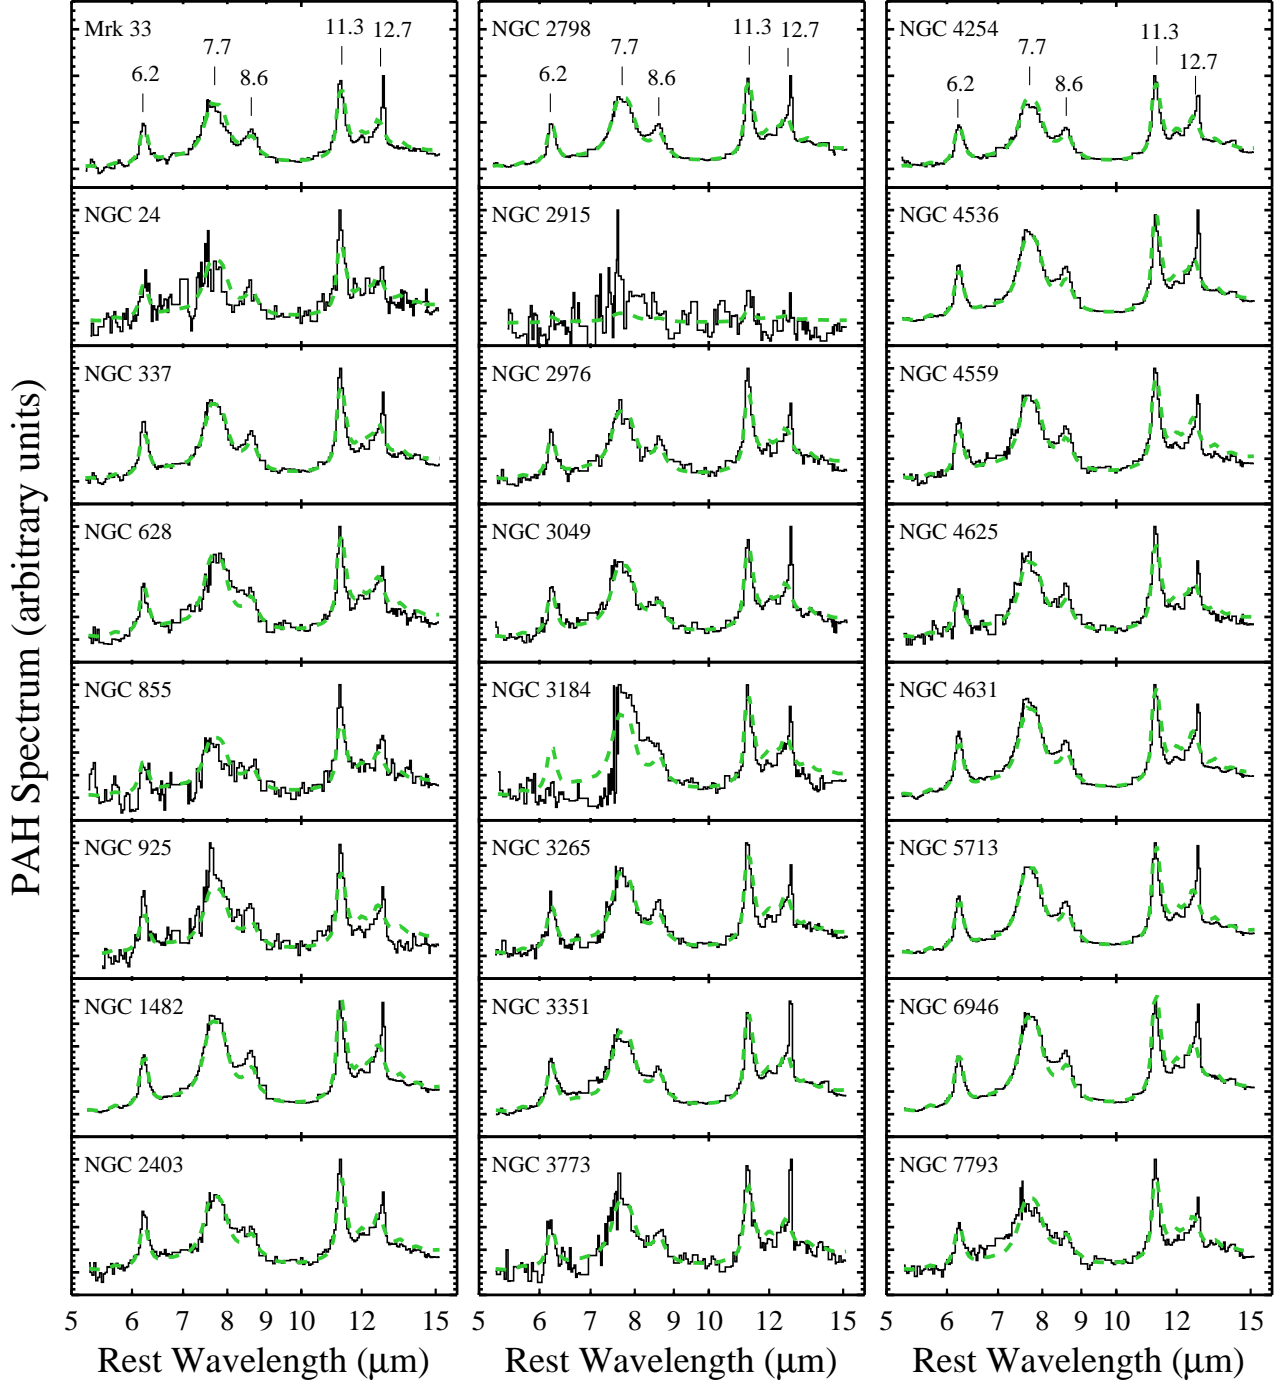 PAH Spectrum (arbitrary units)
Mrk 33
6.2
7.7
8.6
11.3
12.7
NGC 2798
6.2
7.7
8.6
11.3
12.7
NGC 4254
6.2
7.7
8.6
11.3
12.7
NGC 24
NGC 2915
NGC 4536
NGC 337
NGC 2976
NGC 4559
NGC 628
NGC 3049
NGC 4625
NGC 855
NGC 3184
NGC 4631
NGC 925
NGC 3265
NGC 5713
NGC 1482
NGC 3351
NGC 6946
NGC 2403
NGC 3773
NGC 7793
5 6 7 8 9 10 12 15
5 6 7 8 9 10 12 15
5 6 7 8 9 10 12 15
Rest Wavelength (μm)
Rest Wavelength (μm)
Rest Wavelength (μm)